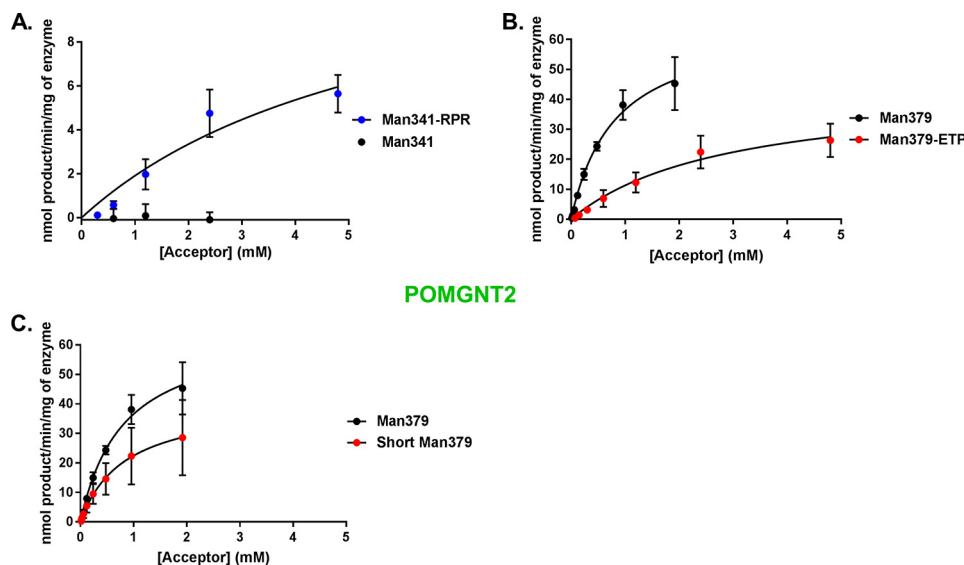 A.
nmol product/min/mg of enzyme
8
6
4
2
0
0 1 2 3 4 5
[Acceptor] (mM)
Man341-RPR
Man341
B.
nmol product/min/mg of enzyme
60
50
40
30
20
10
0
0 1 2 3 4 5
[Acceptor] (mM)
Man379
Man379-ETP
POMGNT2
C.
nmol product/min/mg of enzyme
60
50
40
30
20
10
0
0 1 2 3 4 5
[Acceptor] (mM)
Man379
Short Man379